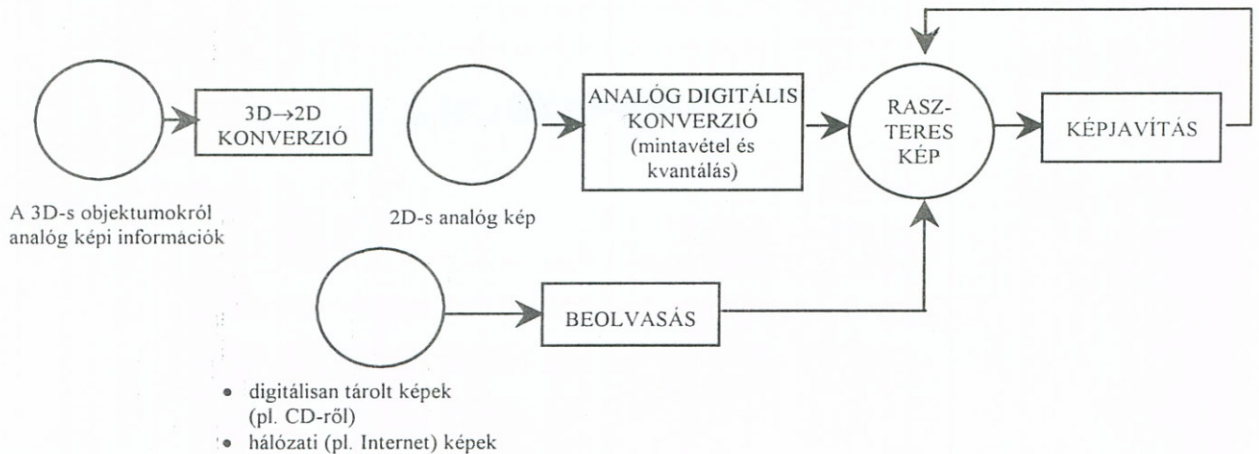 3D→2D
KONVERZIÓ
A 3D-s objektumokról
analóg képi információk
2D-s analóg kép
ANALÓG DIGITÁLIS
KONVERZIÓ
(mintavétel és
kvantálás)
RASZ-
TERES
KÉP
KÉPJAVÍTÁS
BEOLVASÁS
• digitálisan tárolt képek
(pl. CD-ről)
• hálózati (pl. Internet) képek